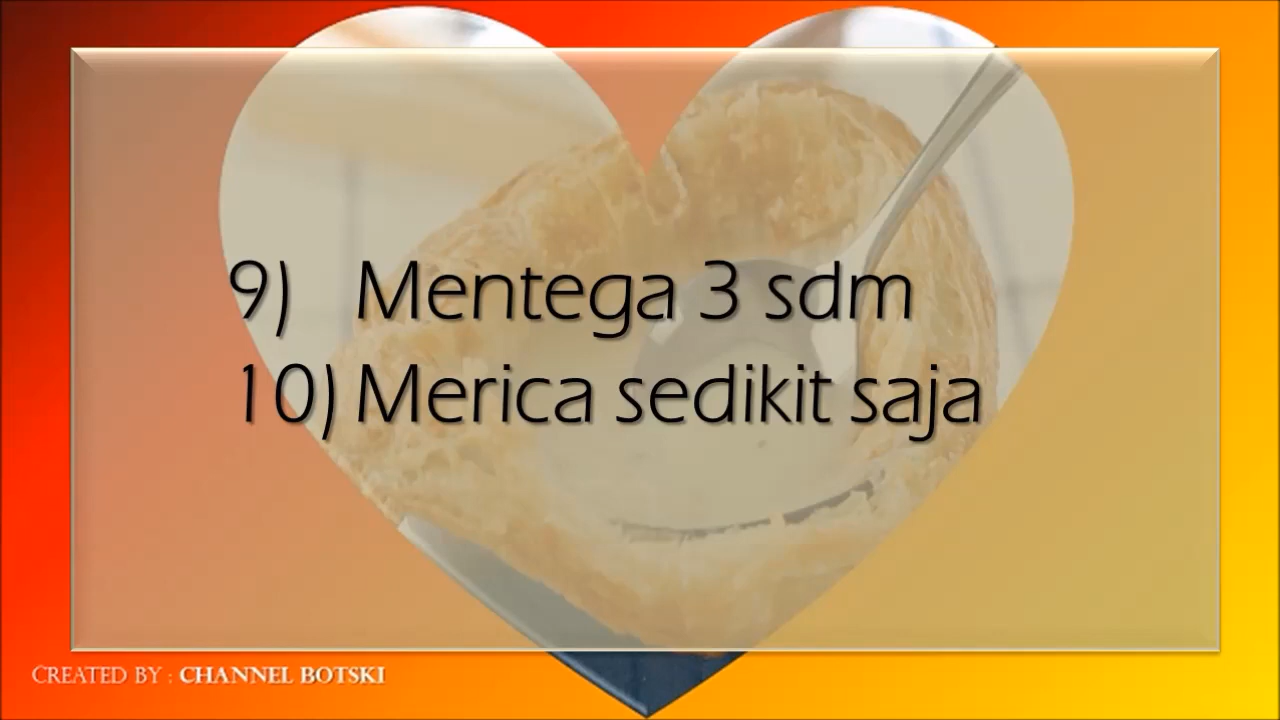 9) Mentega 3 sdm
10) Merica sedikit saja
CREATED BY : CHANNEL BOTSKI